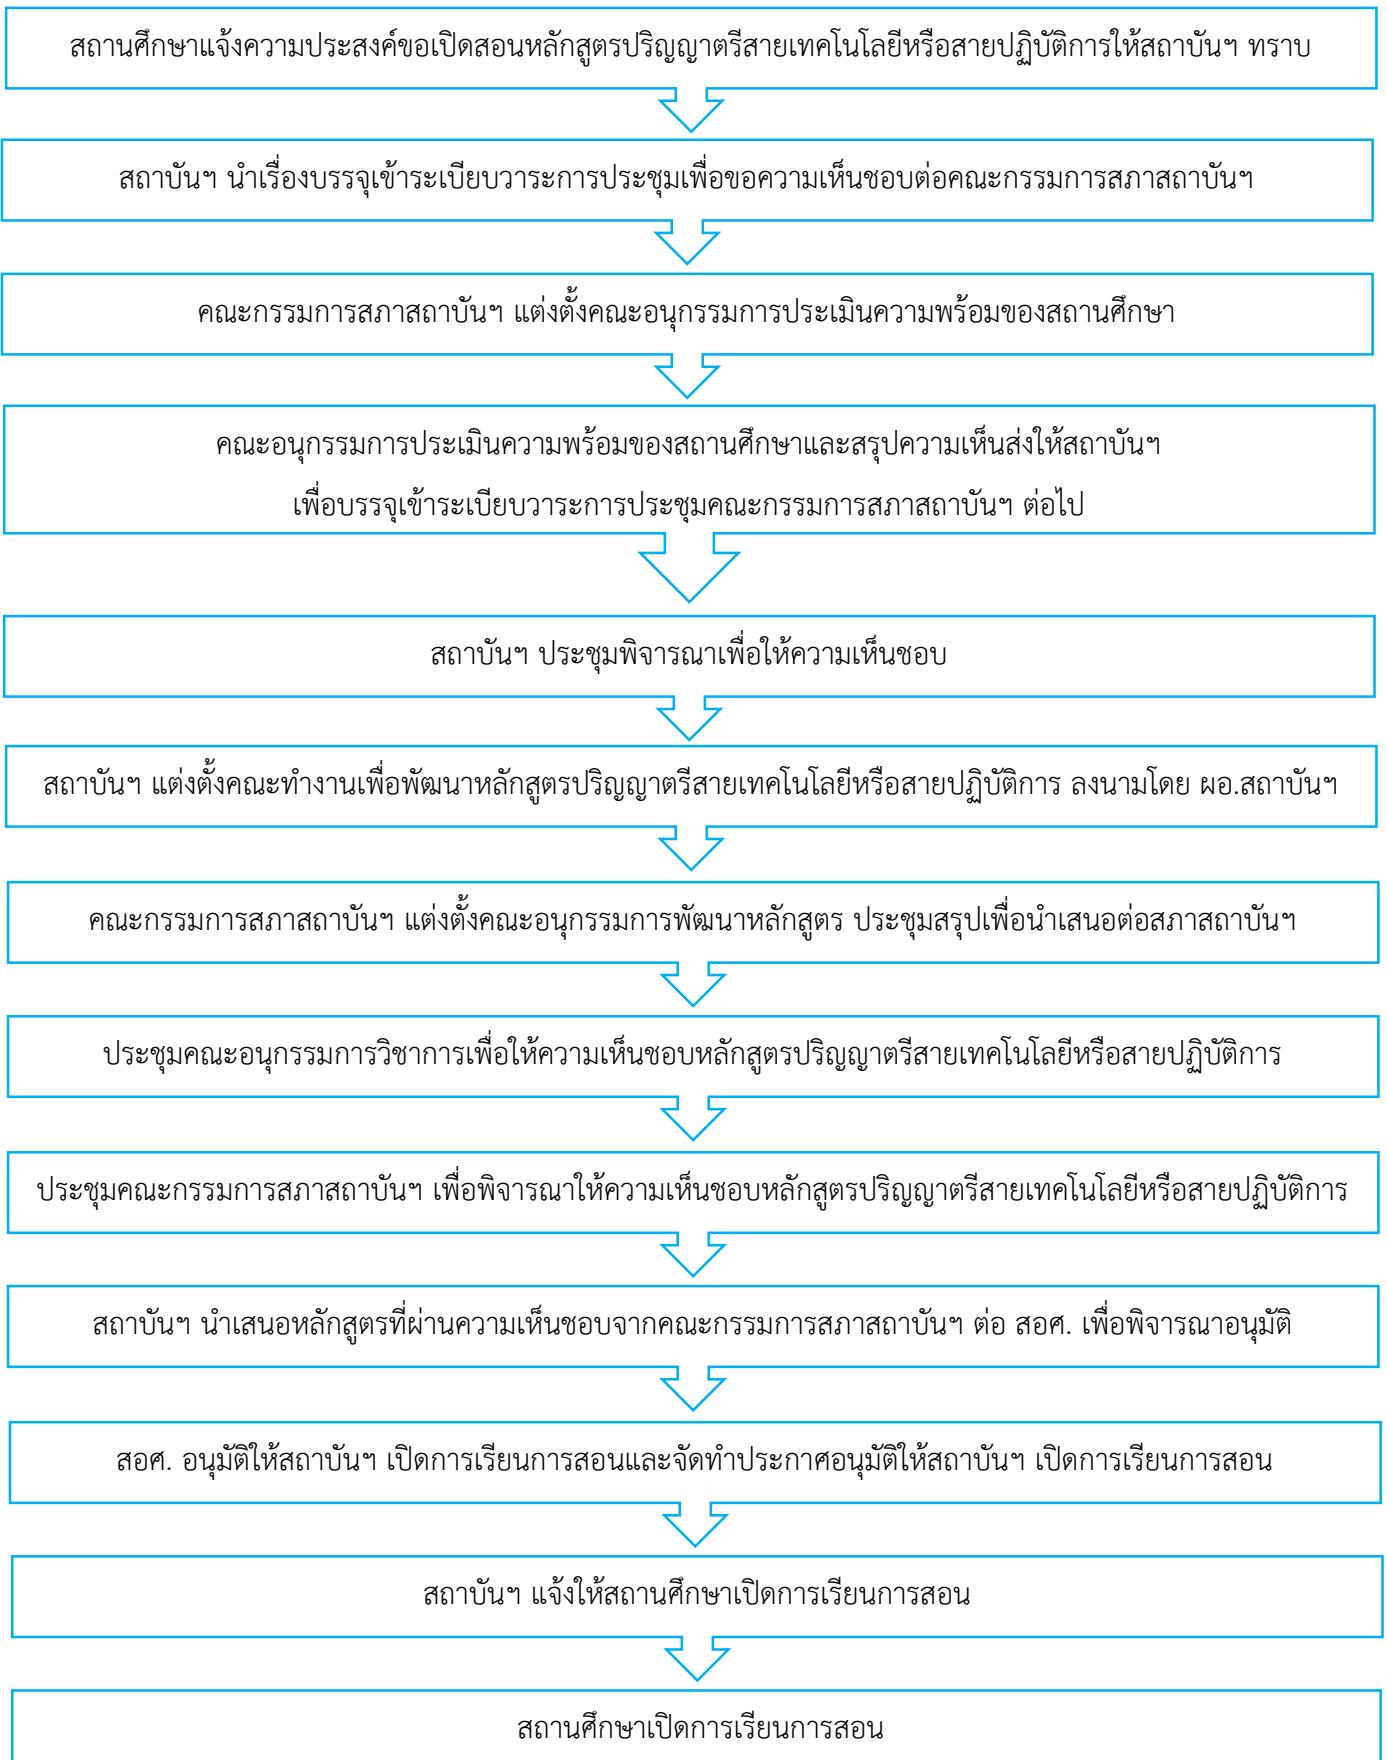 สถานศึกษาแจ้งความประสงค์ขอเปิดสอนหลักสูตรปริญญาตรีสายเทคโนโลยีหรือสายปฏิบัติการให้สถาบันฯ ทราบ
สถาบันฯ นำเรื่องบรรจุเข้าระเบียบวาระการประชุมเพื่อขอความเห็นชอบต่อคณะกรรมการสภาสถาบันฯ
คณะกรรมการสภาสถาบันฯ แต่งตั้งคณะอนุกรรมการประเมินความพร้อมของสถานศึกษา
คณะอนุกรรมการประเมินความพร้อมของสถานศึกษาและสรุปความเห็นส่งให้สถาบันฯ
เพื่อบรรจุเข้าระเบียบวาระการประชุมคณะกรรมการสภาสถาบันฯ ต่อไป
สถาบันฯ ประชุมพิจารณาเพื่อให้ความเห็นชอบ
สถาบันฯ แต่งตั้งคณะทำงานเพื่อพัฒนาหลักสูตรปริญญาตรีสายเทคโนโลยีหรือสายปฏิบัติการ ลงนามโดย ผอ.สถาบันฯ
คณะกรรมการสภาสถาบันฯ แต่งตั้งคณะอนุกรรมการพัฒนาหลักสูตร ประชุมสรุปเพื่อนำเสนอต่อสภาสถาบันฯ
ประชุมคณะอนุกรรมการวิชาการเพื่อให้ความเห็นชอบหลักสูตรปริญญาตรีสายเทคโนโลยีหรือสายปฏิบัติการ
ประชุมคณะกรรมการสภาสถาบันฯ เพื่อพิจารณาให้ความเห็นชอบหลักสูตรปริญญาตรีสายเทคโนโลยีหรือสายปฏิบัติการ
สถาบันฯ นำเสนอหลักสูตรที่ผ่านความเห็นชอบจากคณะกรรมการสภาสถาบันฯ ต่อ สอศ. เพื่อพิจารณาอนุมัติ
สอศ. อนุมัติให้สถาบันฯ เปิดการเรียนการสอนและจัดทำประกาศอนุมัติให้สถาบันฯ เปิดการเรียนการสอน
สถาบันฯ แจ้งให้สถานศึกษาเปิดการเรียนการสอน
สถานศึกษาเปิดการเรียนการสอน